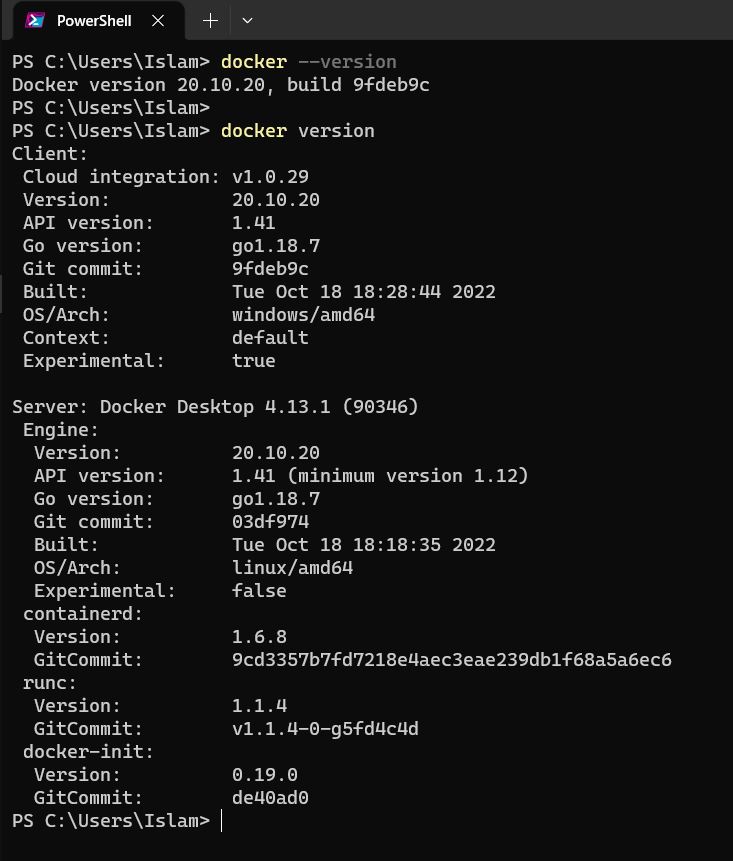 PowerShell
PS C:\Users\Islam> docker --version
Docker version 20.10.20, build 9fdeb9c
PS C:\Users\Islam>
PS C:\Users\Islam> docker version
Client:
 Cloud integration: v1.0.29
 Version:           20.10.20
 API version:       1.41
 Go version:        go1.18.7
 Git commit:        9fdeb9c
 Built:             Tue Oct 18 18:28:44 2022
 OS/Arch:           windows/amd64
 Context:           default
 Experimental:      true

Server: Docker Desktop 4.13.1 (90346)
 Engine:
  Version:          20.10.20
  API version:      1.41 (minimum version 1.12)
  Go version:       go1.18.7
  Git commit:       03df974
  Built:            Tue Oct 18 18:18:35 2022
  OS/Arch:          linux/amd64
  Experimental:     false
 containerd:
  Version:          1.6.8
  GitCommit:        9cd3357b7fd7218e4aec3eae239db1f68a5a6ec6
 runc:
  Version:          1.1.4
  GitCommit:        v1.1.4-0-g5fd4c4d
 docker-init:
  Version:          0.19.0
  GitCommit:        de40ad0
PS C:\Users\Islam>